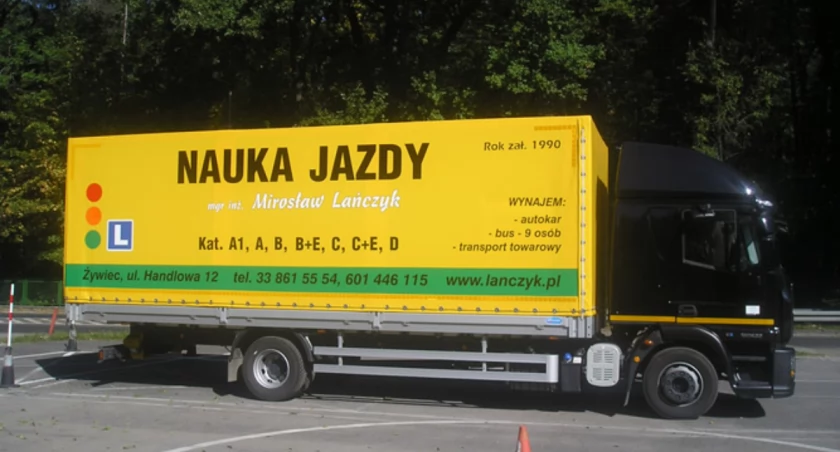 NAUKA JAZDY
Rok zał. 1990
mgr inż. Mirosław Lańczyk
WYNAJEM:
- autokar
- bus - 9 osób
- transport towarowy
L
Kat. A1, A, B, B+E, C, C+E, D
Żywiec, ul. Handlowa 12 tel. 33 861 55 54, 601 446 115 www.lanczyk.pl